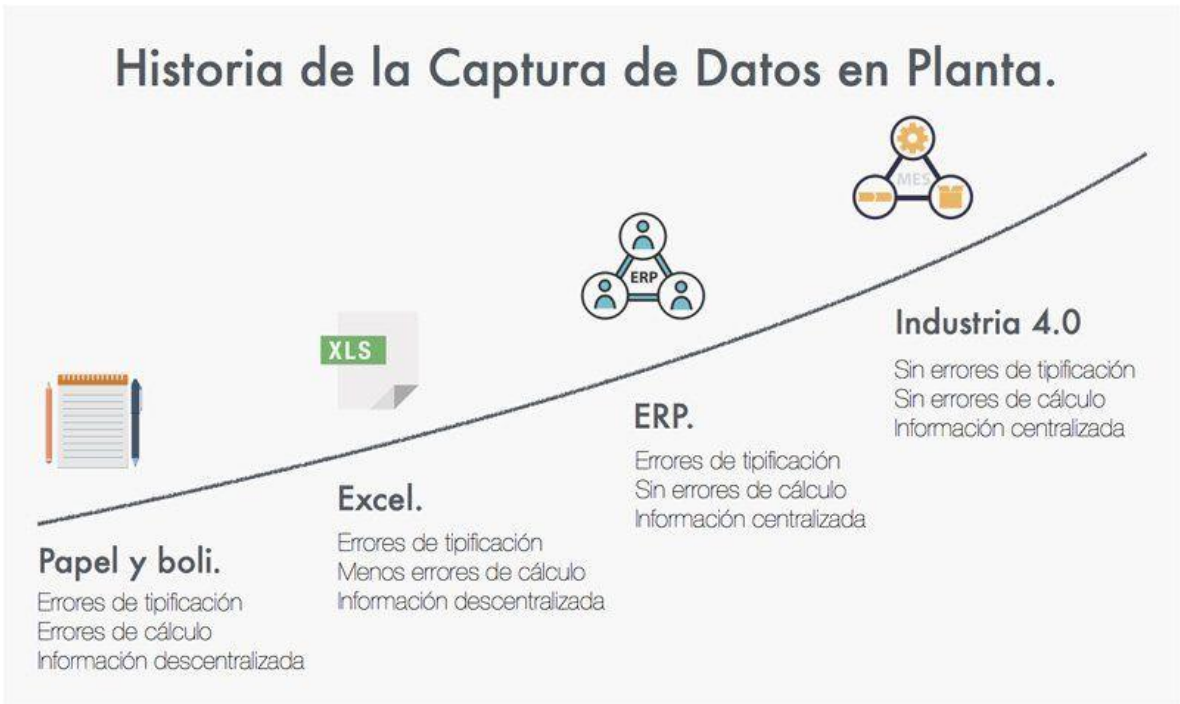 Historia de la Captura de Datos en Planta.
MES
ERP
XLS
Industria 4.0
Sin errores de tipificación
Sin errores de cálculo
Información centralizada
ERP.
Errores de tipificación
Sin errores de cálculo
Información centralizada
Excel.
Errores de tipificación
Menos errores de cálculo
Información descentralizada
Papel y boli.
Errores de tipificación
Errores de cálculo
Información descentralizada